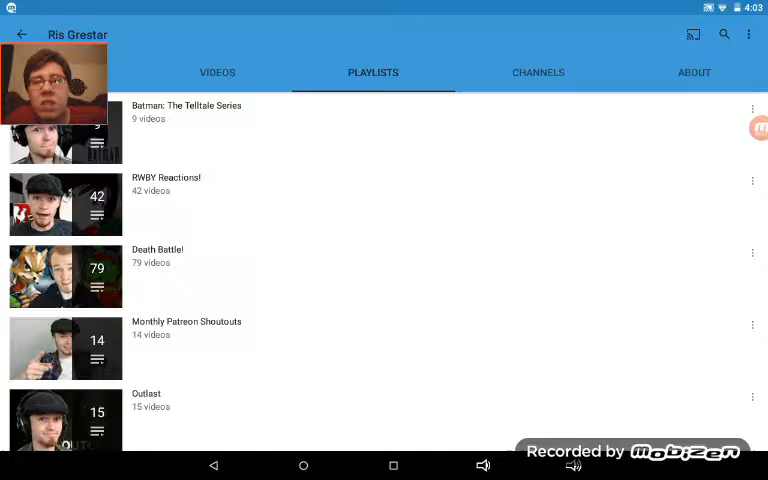 4:03
Ris Grestar
VIDEOS
PLAYLISTS
CHANNELS
ABOUT
Batman: The Telltale Series
9 videos
9
RWBY Reactions!
42 videos
42
Death Battle!
79 videos
79
Monthly Patreon Shoutouts
14 videos
14
Outlast
15 videos
15
Recorded by mobizen